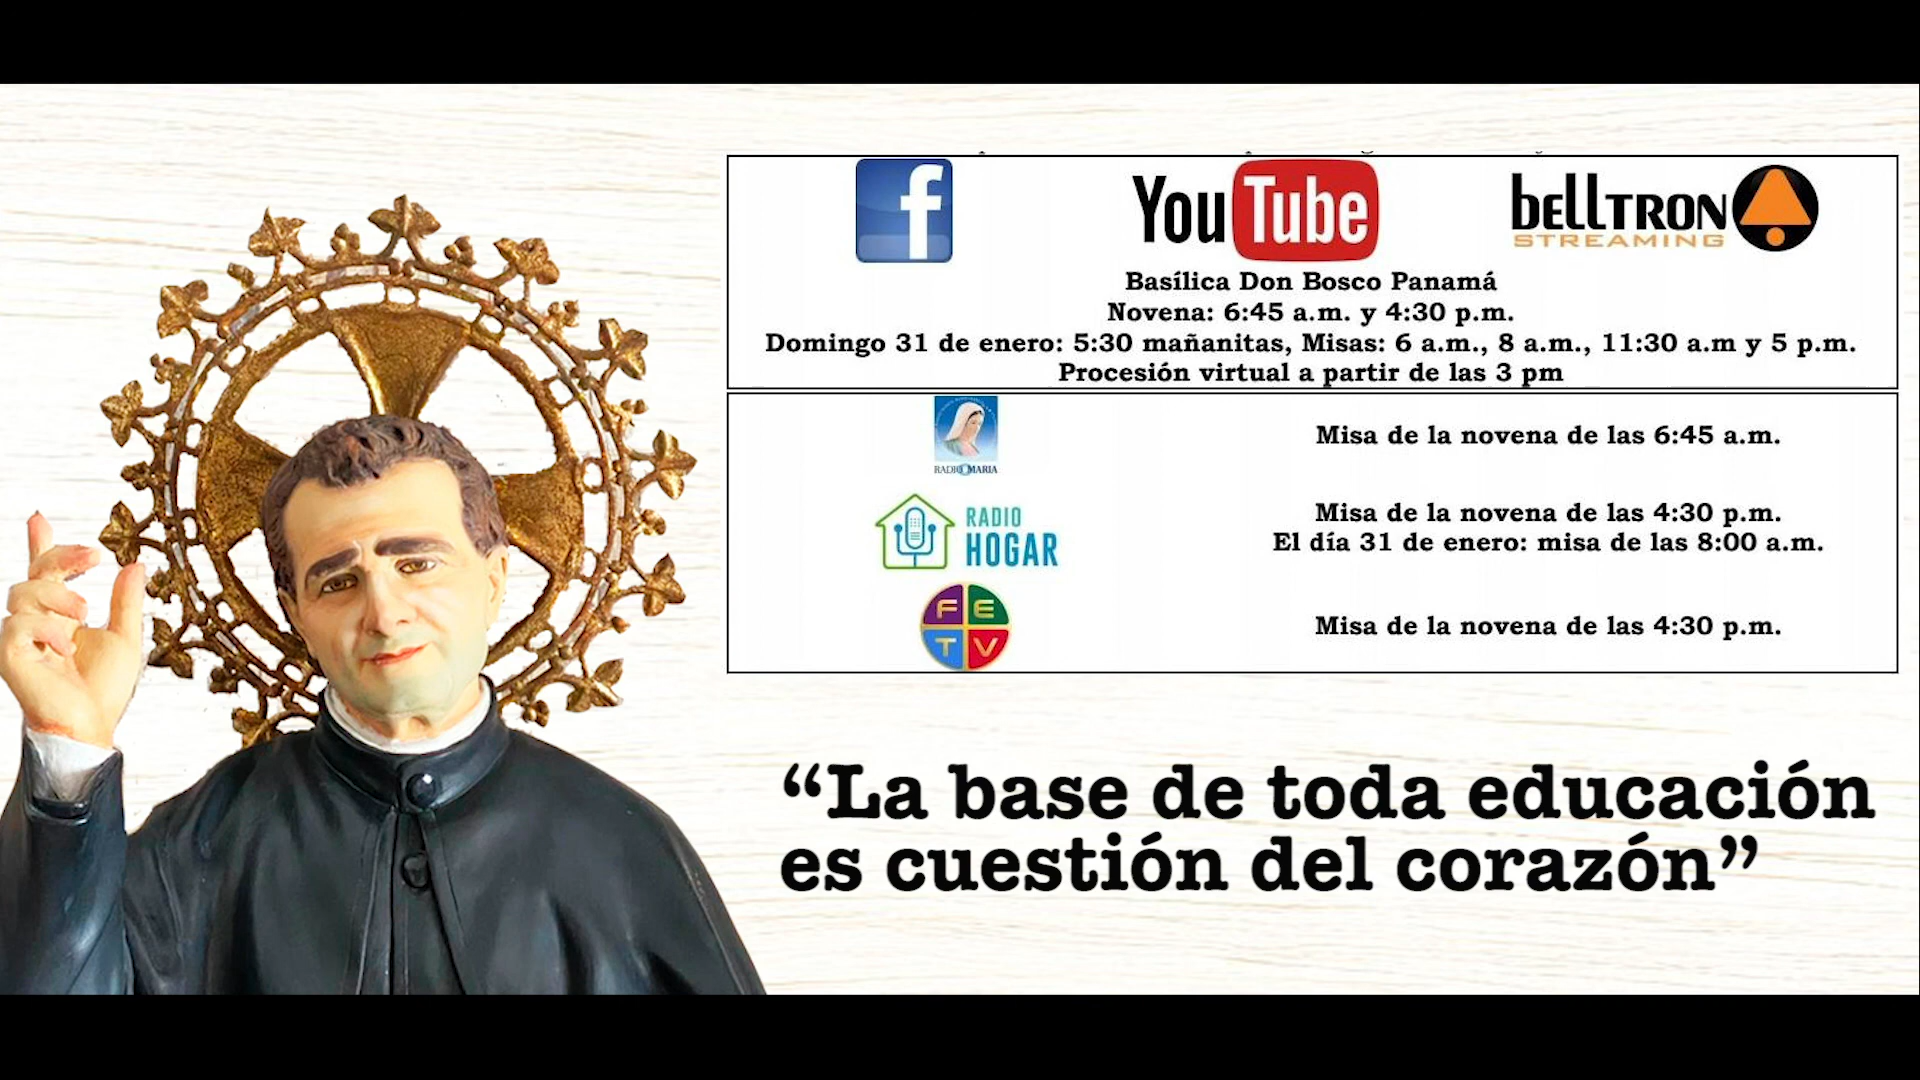 f
YouTube
bellTRON
STREAMING
Basílica Don Bosco Panamá
Novena: 6:45 a.m. y 4:30 p.m.
Domingo 31 de enero: 5:30 mañanitas, Misas: 6 a.m., 8 a.m., 11:30 a.m y 5 p.m.
Procesión virtual a partir de las 3 pm
RADIO MARIA
Misa de la novena de las 6:45 a.m.
RADIO
HOGAR
Misa de la novena de las 4:30 p.m.
El día 31 de enero: misa de las 8:00 a.m.
FE
TV
Misa de la novena de las 4:30 p.m.
“La base de toda educación
es cuestión del corazón”